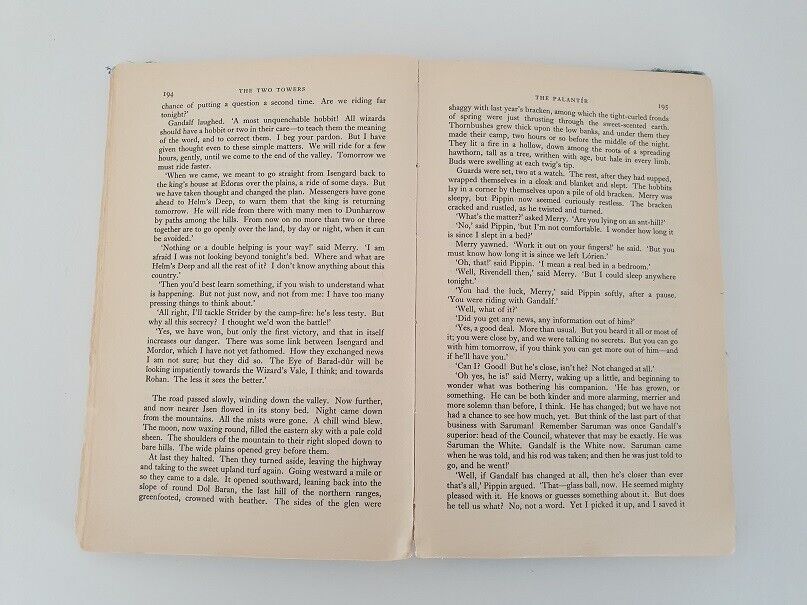 194 THE TWO TOWERS
chance of putting a question a second time. Are we riding far
tonight?'
Gandalf laughed. 'A most unquenchable hobbit! All wizards
should have a hobbit or two in their care—to teach them the meaning
of the word, and to correct them. I beg your pardon. But I have
given thought even to these simple matters. We will ride for a few
hours, gently, until we come to the end of the valley. Tomorrow we
must ride faster.
'When we came, we meant to go straight from Isengard back to
the king's house at Edoras over the plains, a ride of some days. But
we have taken thought and changed the plan. Messengers have gone
ahead to Helm's Deep, to warn them that the king is returning
tomorrow. He will ride from there with many men to Dunharrow
by paths among the hills. From now on no more than two or three
together are to go openly over the land, by day or night, when it can
be avoided.'
'Nothing or a double helping is your way!' said Merry. 'I am
afraid I was not looking beyond tonight's bed. Where and what are
Helm's Deep and all the rest of it? I don't know anything about this
country.'
'Then you'd best learn something, if you wish to understand what
is happening. But not just now, and not from me: I have too many
pressing things to think about.'
'All right, I'll tackle Strider by the camp-fire: he's less testy. But
why all this secrecy? I thought we'd won the battle!'
'Yes, we have won, but only the first victory, and that in itself
increases our danger. There was some link between Isengard and
Mordor, which I have not yet fathomed. How they exchanged news
I am not sure; but they did so. The Eye of Barad-dûr will be
looking impatiently towards the Wizard's Vale, I think; and towards
Rohan. The less it sees the better.'
The road passed slowly, winding down the valley. Now further,
and now nearer Isen flowed in its stony bed. Night came down
from the mountains. All the mists were gone. A chill wind blew.
The moon, now waxing round, filled the eastern sky with a pale cold
sheen. The shoulders of the mountain to their right sloped down to
bare hills. The wide plains opened grey before them.
At last they halted. Then they turned aside, leaving the highway
and taking to the sweet upland turf again. Going westward a mile or
so they came to a dale. It opened southward, leaning back into the
slope of round Dol Baran, the last hill of the northern ranges,
greenfooted, crowned with heather. The sides of the glen were
THE PALANTÍR 195
shaggy with last year's bracken, among which the tight-curled fronds
of spring were just thrusting through the sweet-scented earth.
Thornbushes grew thick upon the low banks, and under them they
made their camp, two hours or so before the middle of the night.
They lit a fire in a hollow, down among the roots of a spreading
hawthorn, tall as a tree, writhen with age, but hale in every limb.
Buds were swelling at each twig's tip.
Guards were set, two at a watch. The rest, after they had supped,
wrapped themselves in a cloak and blanket and slept. The hobbits
lay in a corner by themselves upon a pile of old bracken. Merry was
sleepy, but Pippin now seemed curiously restless. The bracken
cracked and rustled, as he twisted and turned.
'What's the matter?' asked Merry. 'Are you lying on an ant-hill?'
'No,' said Pippin, 'but I'm not comfortable. I wonder how long it
is since I slept in a bed?'
Merry yawned. 'Work it out on your fingers!' he said. 'But you
must know how long it is since we left Lórien.'
'Oh, that!' said Pippin. 'I mean a real bed in a bedroom.'
'Well, Rivendell then,' said Merry. 'But I could sleep anywhere
tonight.'
'You had the luck, Merry,' said Pippin softly, after a pause.
'You were riding with Gandalf.'
'Well, what of it?'
'Did you get any news, any information out of him?'
'Yes, a good deal. More than usual. But you heard it all or most of
it; you were close by, and we were talking no secrets. But you can go
with him tomorrow, if you think you can get more out of him—and
if he'll have you.'
'Can I? Good! But he's close, isn't he? Not changed at all.'
'Oh yes, he is!' said Merry, waking up a little, and beginning to
wonder what was bothering his companion. 'He has grown, or
something. He can be both kinder and more alarming, merrier and
more solemn than before, I think. He has changed; but we have not
had a chance to see how much, yet. But think of the last part of that
business with Saruman! Remember Saruman was once Gandalf's
superior: head of the Council, whatever that may be exactly. He was
Saruman the White. Gandalf is the White now. Saruman came
when he was told, and his rod was taken; and then he was just told to
go, and he went!'
'Well, if Gandalf has changed at all, then he's closer than ever
that's all,' Pippin argued. 'That—glass ball, now. He seemed mighty
pleased with it. He knows or guesses something about it. But does
he tell us what? No, not a word. Yet I picked it up, and I saved it